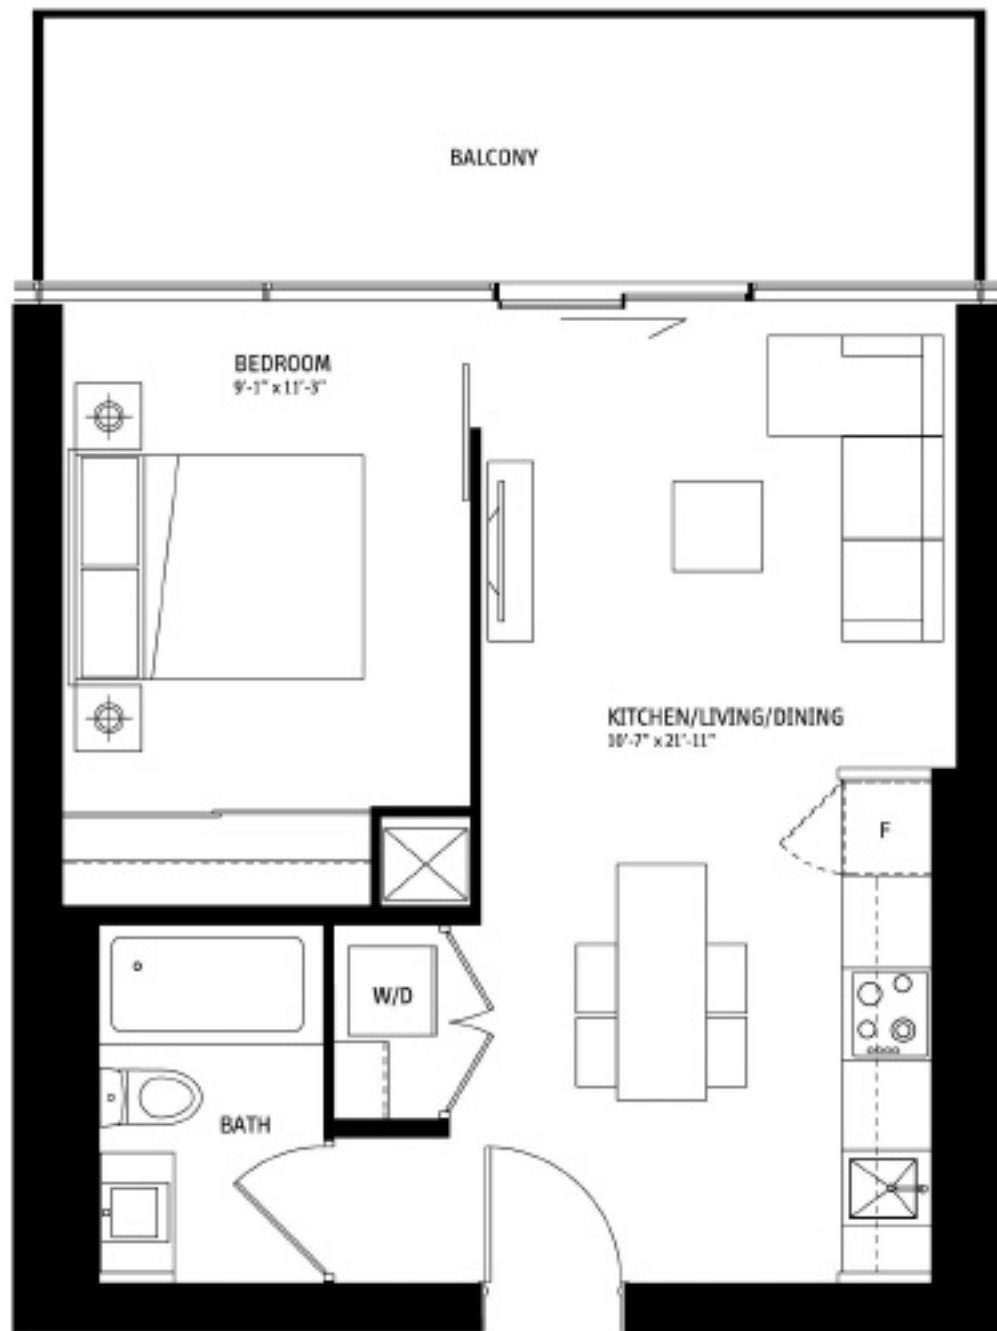 BALCONY
BEDROOM
9'-1" x 11'-3"
KITCHEN/LIVING/DINING
10'-7" x 21'-11"
F
W/D
BATH